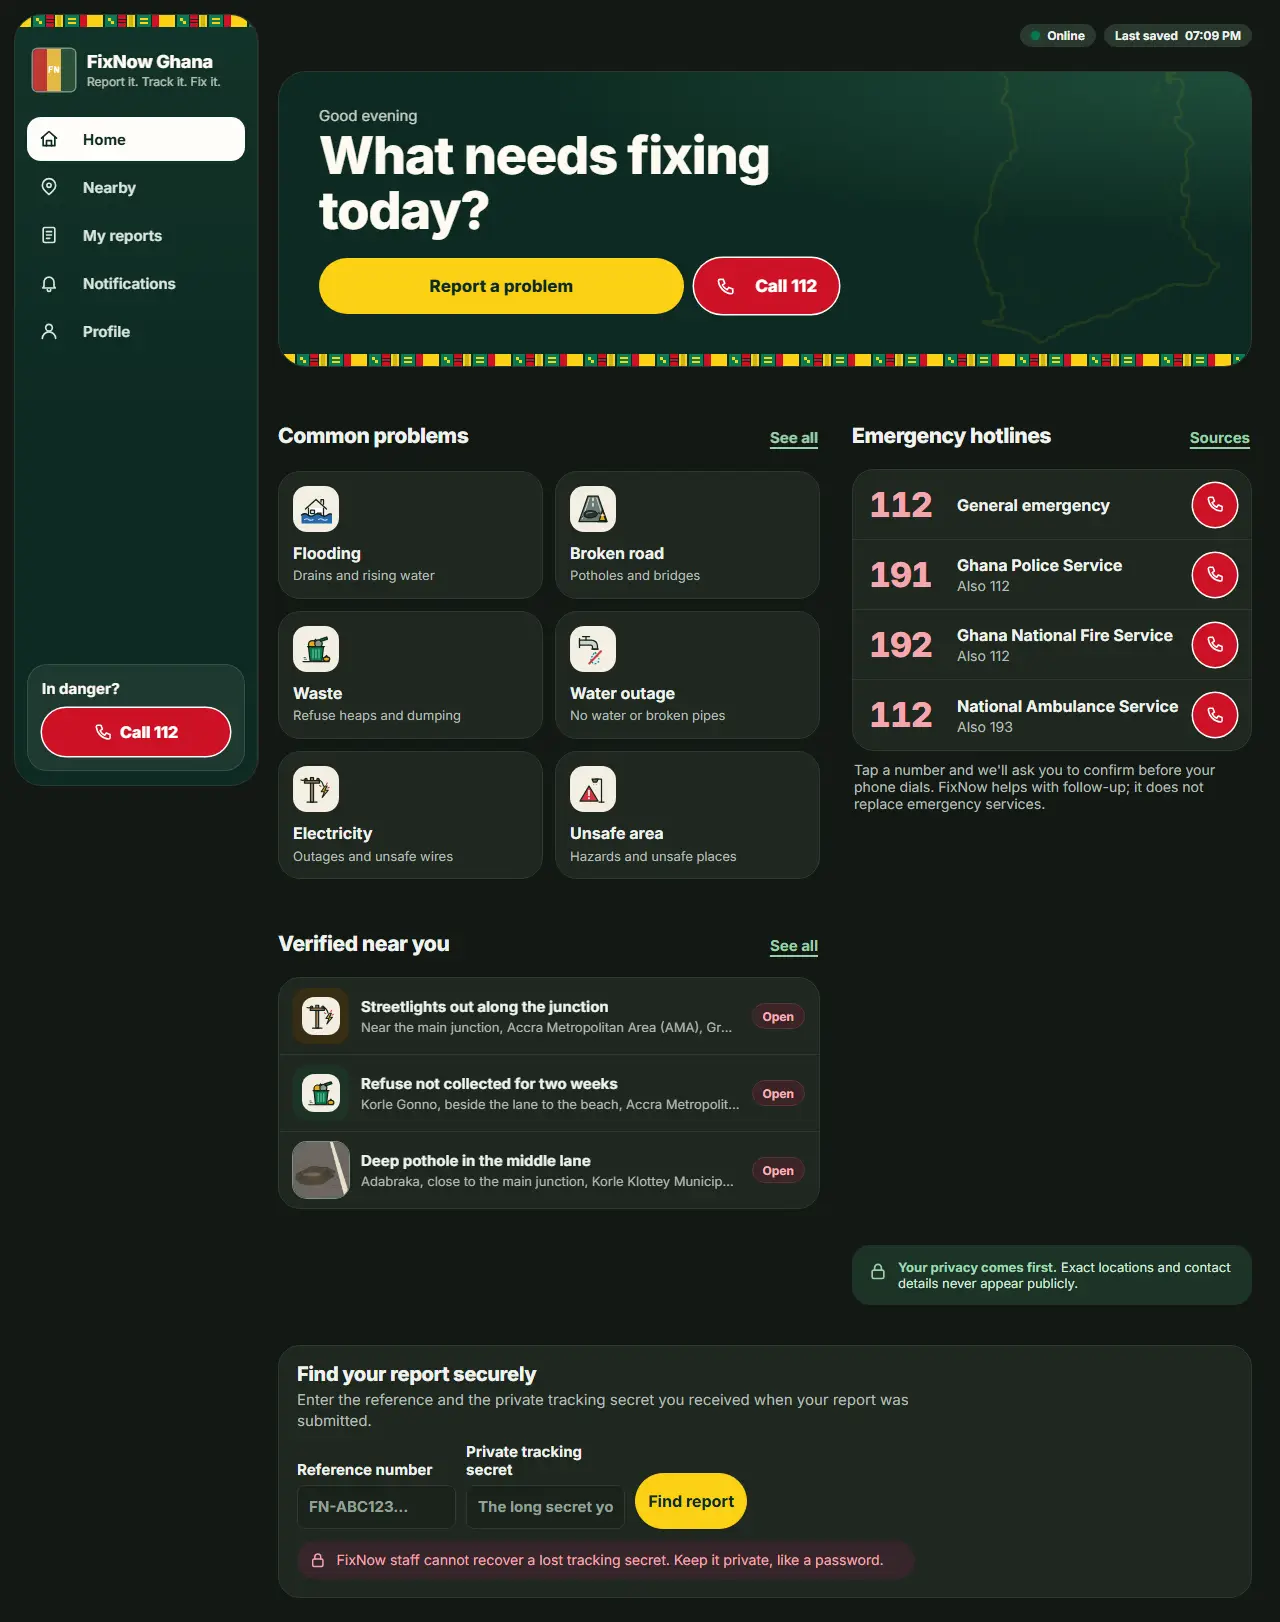 FN
FixNow Ghana
Report it. Track it. Fix it.
Home
Nearby
My reports
Notifications
Profile
In danger?
Call 112
Online
Last saved 07:09 PM
Good evening
What needs fixing
today?
Report a problem
Call 112
Common problems
See all
Flooding
Drains and rising water
Broken road
Potholes and bridges
Waste
Refuse heaps and dumping
Water outage
No water or broken pipes
Electricity
Outages and unsafe wires
Unsafe area
Hazards and unsafe places
Emergency hotlines
Sources
112
General emergency
191
Ghana Police Service
Also 112
192
Ghana National Fire Service
Also 112
112
National Ambulance Service
Also 193
Tap a number and we'll ask you to confirm before your
phone dials. FixNow helps with follow-up; it does not
replace emergency services.
Verified near you
See all
Streetlights out along the junction
Near the main junction, Accra Metropolitan Area (AMA), Gr...
Open
Refuse not collected for two weeks
Korle Gonno, beside the lane to the beach, Accra Metropolit...
Open
Deep pothole in the middle lane
Adabraka, close to the main junction, Korle Klottey Municip...
Open
Your privacy comes first. Exact locations and contact
details never appear publicly.
Find your report securely
Enter the reference and the private tracking secret you received when your report was
submitted.
Reference number
FN-ABC123...
Private tracking
secret
The long secret yo
Find report
FixNow staff cannot recover a lost tracking secret. Keep it private, like a password.